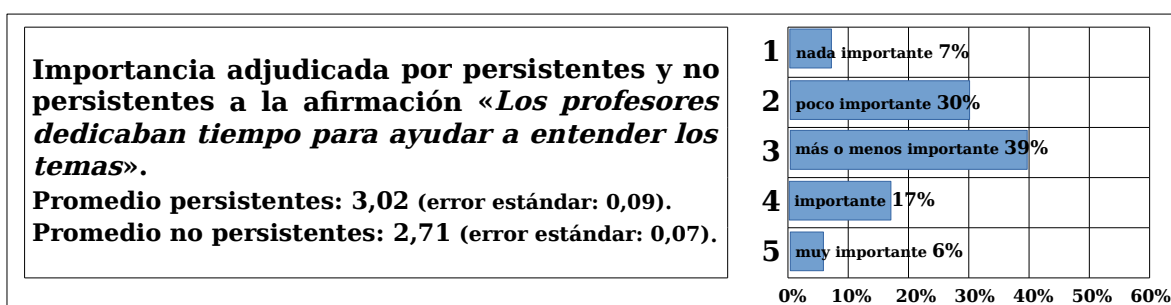 Importancia adjudicada por persistentes y no
persistentes a la afirmación «Los profesores
dedicaban tiempo para ayudar a entender los
temas».
Promedio persistentes: 3,02 (error estándar: 0,09).
Promedio no persistentes: 2,71 (error estándar: 0,07).
1 nada importante 7%
2 poco importante 30%
3 más o menos importante 39%
4 importante 17%
5 muy importante 6%
0% 10% 20% 30% 40% 50% 60%